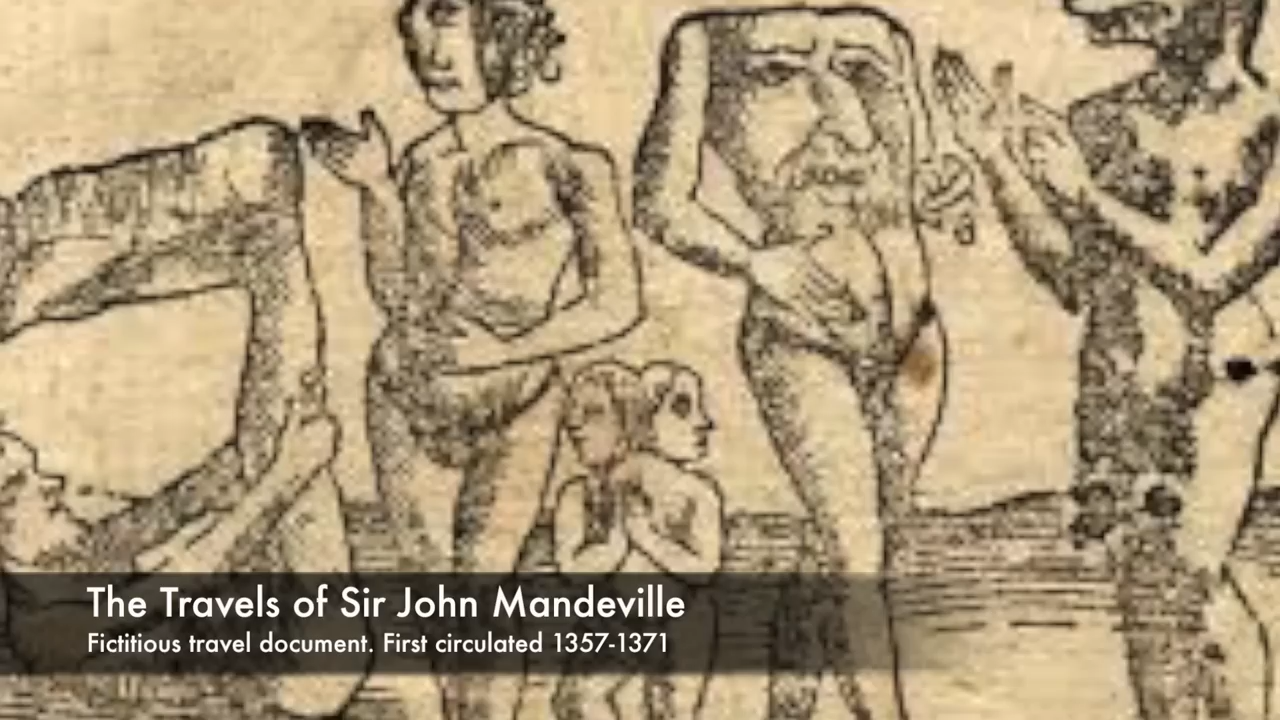 The Travels of Sir John Mandeville
Fictitious travel document. First circulated 1357-1371